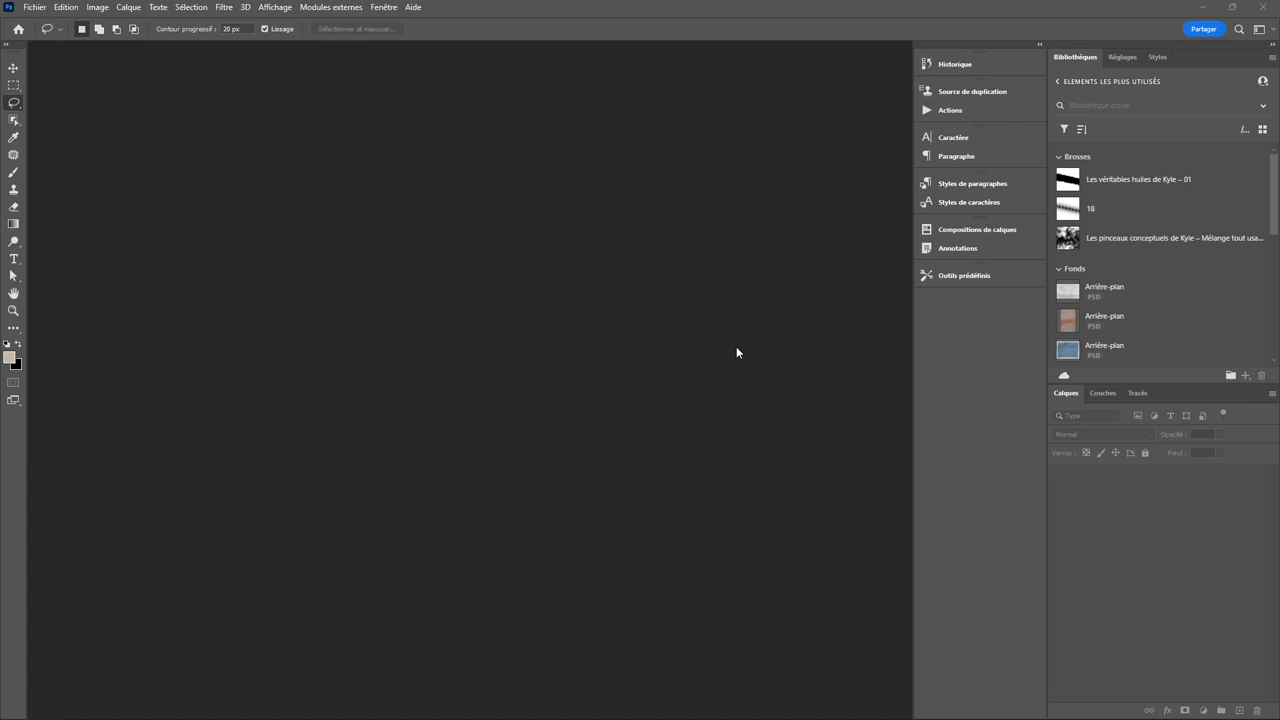 Ps Fichier Edition Image Calque Texte Sélection Filtre 3D Affichage Modules externes Fenêtre Aide
Contour progressif : 20 px Lissage Sélectionner et masquer... Partager
Historique
Source de duplication
Actions
Caractère
Paragraphe
Styles de paragraphes
Styles de caractères
Compositions de calques
Annotations
Outils prédéfinis
Bibliothèques Réglages Styles
ELEMENTS LES PLUS UTILISÉS
Bibliothèque active
Brosses
Les véritables huiles de Kyle – 01
18
Les pinceaux conceptuels de Kyle – Mélange tout usa...
Fonds
Arrière-plan
PSD
Arrière-plan
PSD
Arrière-plan
PSD
Calques Couches Tracés
Type
Normal Opacité :
Verrou : Fond :